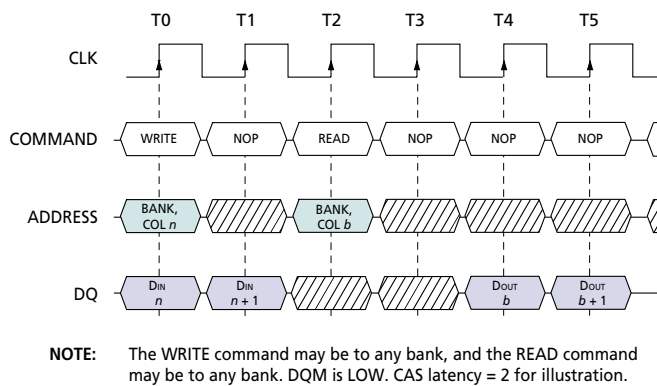 T0 T1 T2 T3 T4 T5
CLK
COMMAND WRITE NOP READ NOP NOP NOP
ADDRESS BANK, COL n BANK, COL b
DQ DIN n DIN n + 1 DOUT b DOUT b + 1
NOTE: The WRITE command may be to any bank, and the READ command
may be to any bank. DQM is LOW. CAS latency = 2 for illustration.